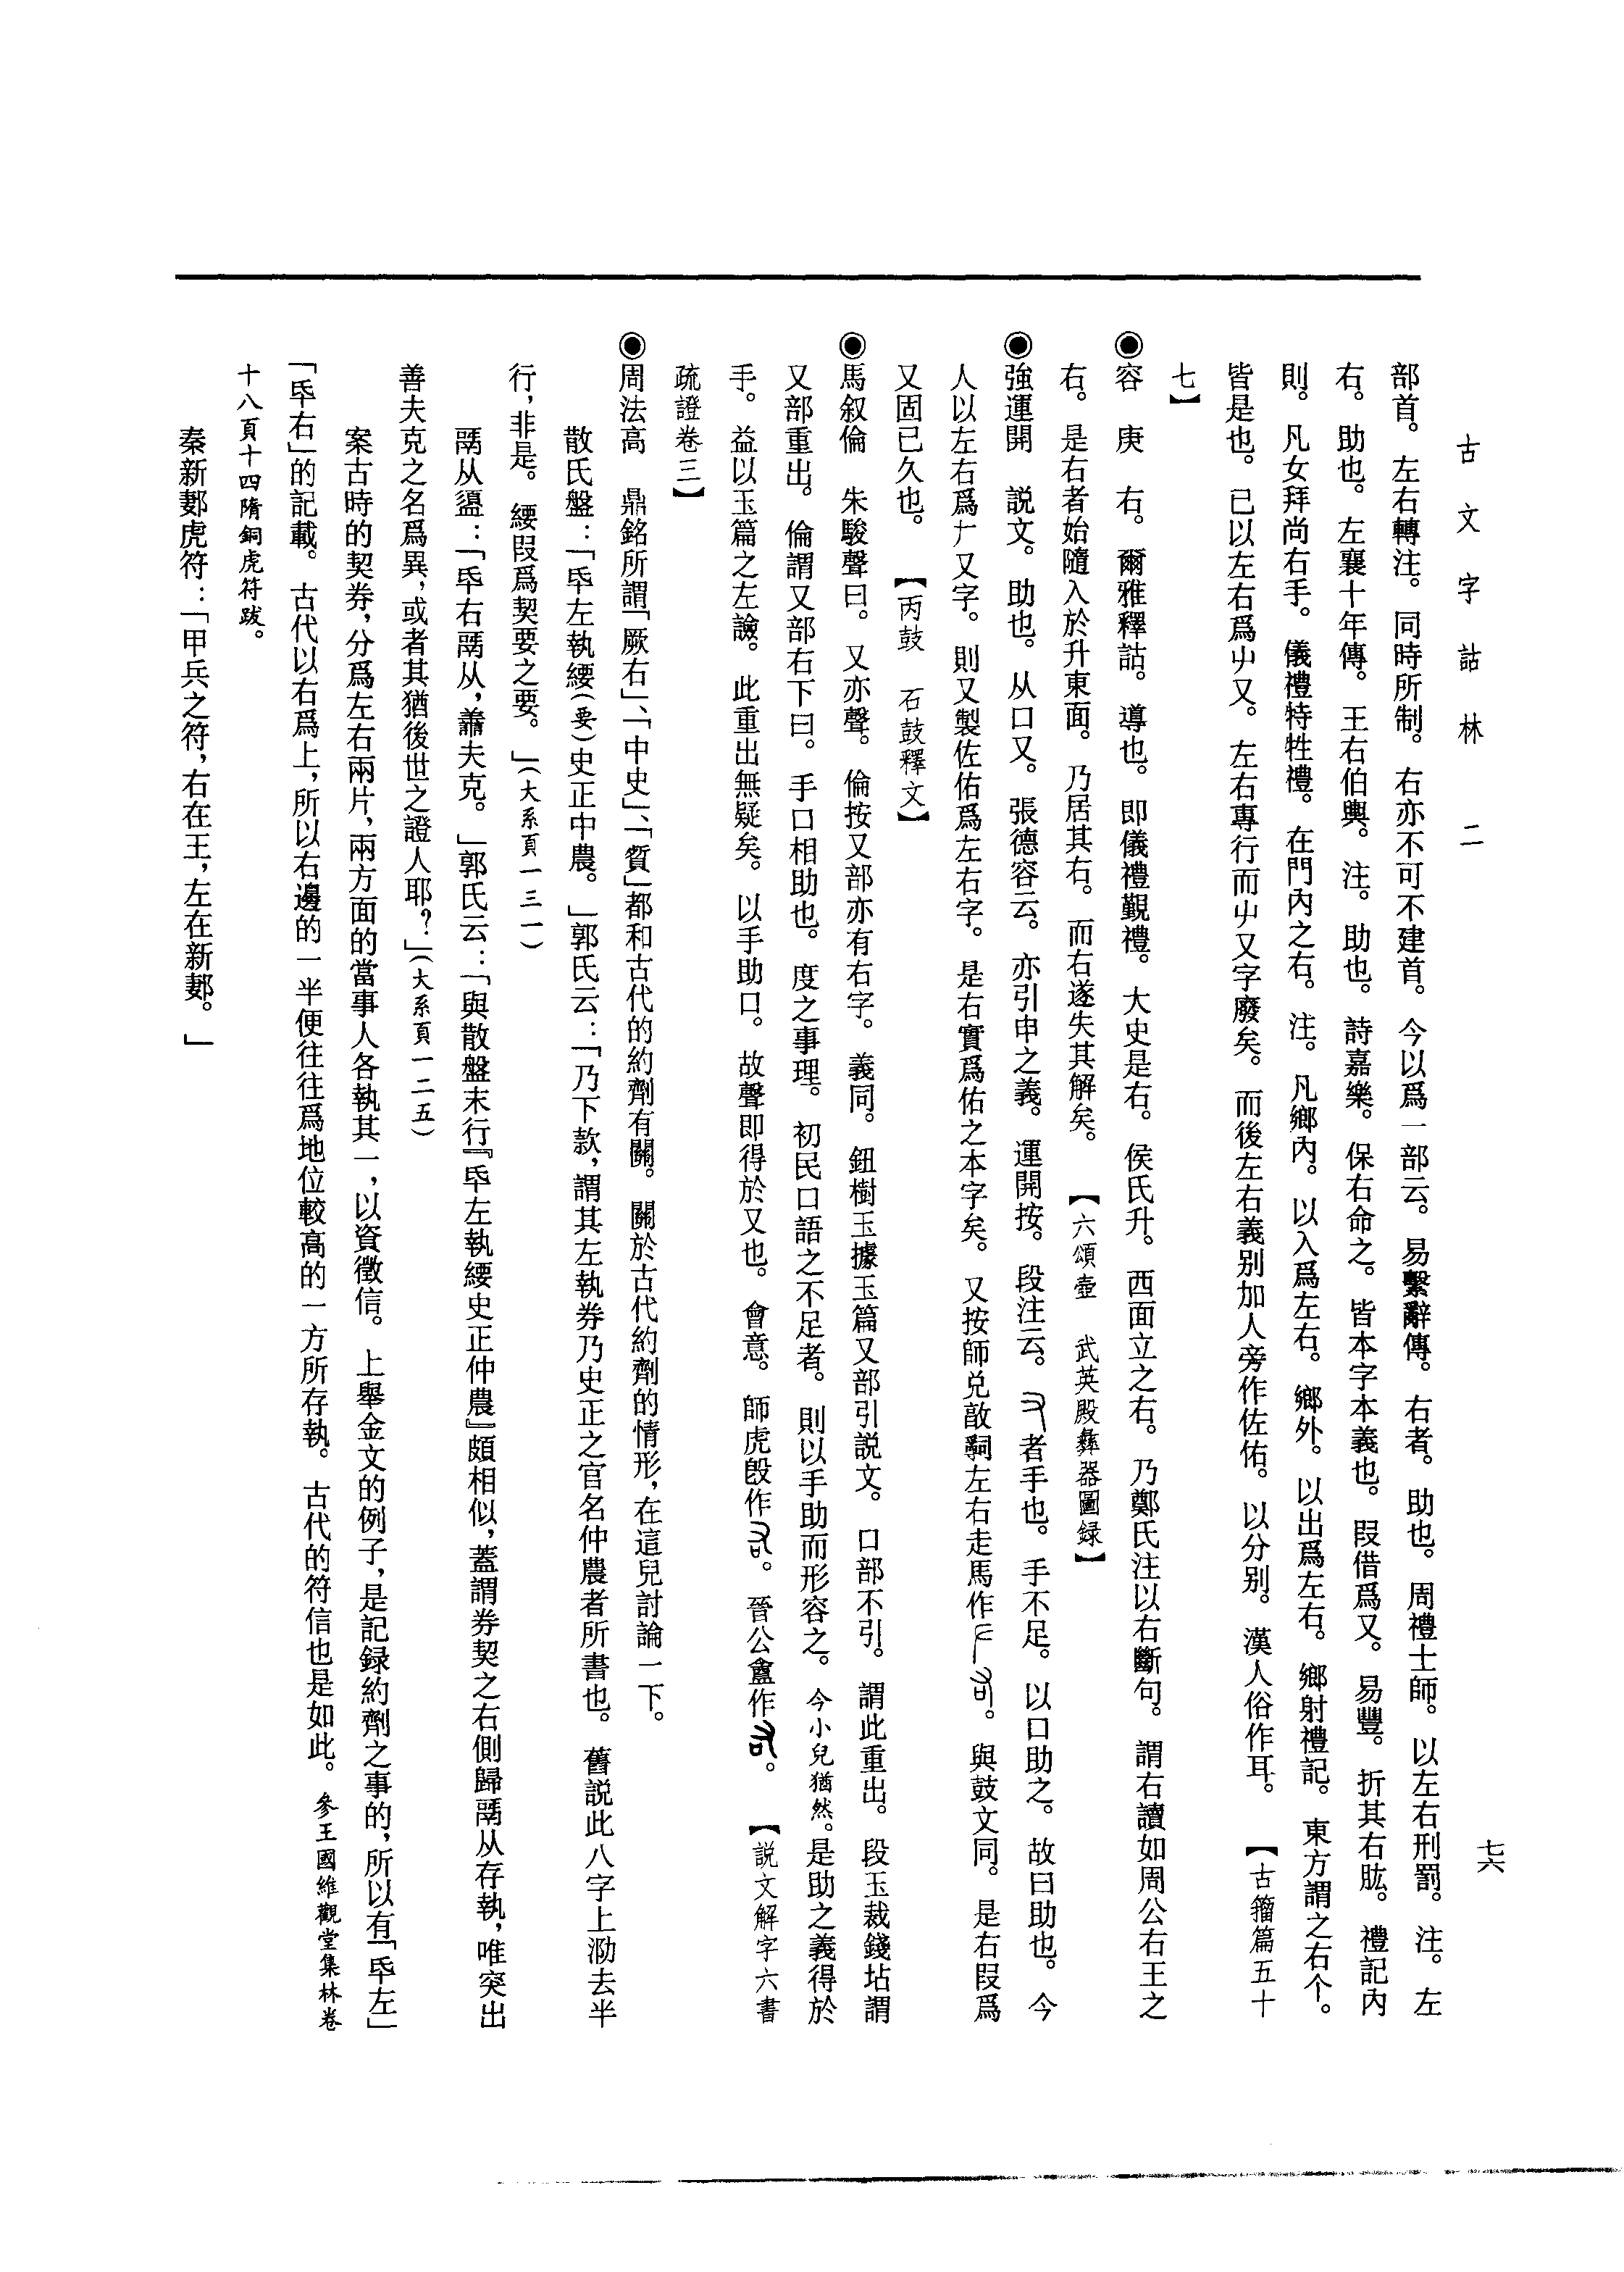 古文字詁林 二
七六
部首。左右轉注。同時所制。右亦不可不建首。今以爲一部云。易繫辭傳。右者。助也。周禮士師。以左右刑罰。注。左
右。助也。左襄十年傳。王右伯輿。注。助也。詩嘉樂。保右命之。皆本字本義也。叚借爲又。易豐。折其右肱。禮記內
則。凡女拜尚右手。儀禮特牲禮。在門內之右。注。凡鄉內。以入爲左右。鄉外。以出爲左右。鄉射禮記。東方謂之右个。
皆是也。已以左右爲𠂇又。左右專行而𠂇又字廢矣。而後左右義别加人旁作佐佑。以分别。漢人俗作耳。【古籀篇五十
七】
◉容 庚 右。爾雅釋詁。導也。即儀禮覲禮。大史是右。侯氏升。西面立之右。乃鄭氏注以右斷句。謂右讀如周公右王之
右。是右者始隨入於升東面。乃居其右。而右遂失其解矣。【六頌壺 武英殿彝器圖録】
◉強運開 説文。助也。从口又。張德容云。亦引申之義。運開按。段注云。又者手也。手不足。以口助之。故曰助也。今
人以左右爲𠂇又字。則又製佐佑爲左右字。是右實爲佑之本字矣。又按師兑敨嗣左右走馬作。與鼓文同。是右叚爲
又固已久也。【丙鼓 石鼓釋文】
◉馬叙倫 朱駿聲曰。又亦聲。倫按又部亦有右字。義同。鈕樹玉據玉篇又部引説文。口部不引。謂此重出。段玉裁錢坫謂
又部重出。倫謂又部右下曰。手口相助也。度之事理。初民口語之不足者。則以手助而形容之。今小兒猶然。是助之義得於
手。益以玉篇之左諭。此重出無疑矣。以手助口。故聲即得於又也。會意。師虎𣪘作。晉公𥂴作。【説文解字六書
疏證卷三】
◉周法高 鼎銘所謂「厥右」、「中史」、「質」都和古代的約劑有關。關於古代約劑的情形，在這兒討論一下。
散氏盤：「氒左執䌁（要）史正中農。」郭氏云：「乃下款，謂其左執券乃史正之官名仲農者所書也。舊説此八字上泐去半
行，非是。䌁叚爲契要之要。」（大系頁一三一）
鬲从盨：「氒右鬲从，譱夫克。」郭氏云：「與散盤末行『氒左執䌁史正仲農』頗相似，蓋謂券契之右側歸鬲从存執，唯突出
善夫克之名爲異，或者其猶後世之證人耶？」（大系頁一二五）
案古時的契券，分爲左右兩片，兩方面的當事人各執其一，以資徵信。上舉金文的例子，是記録約劑之事的，所以有「氒左」
「氒右」的記載。古代以右爲上，所以右邊的一半便往往爲地位較高的一方所存執。古代的符信也是如此。參王國維觀堂集林卷
十八頁十四隋銅虎符跋。
秦新郪虎符：「甲兵之符，右在王，左在新郪。」